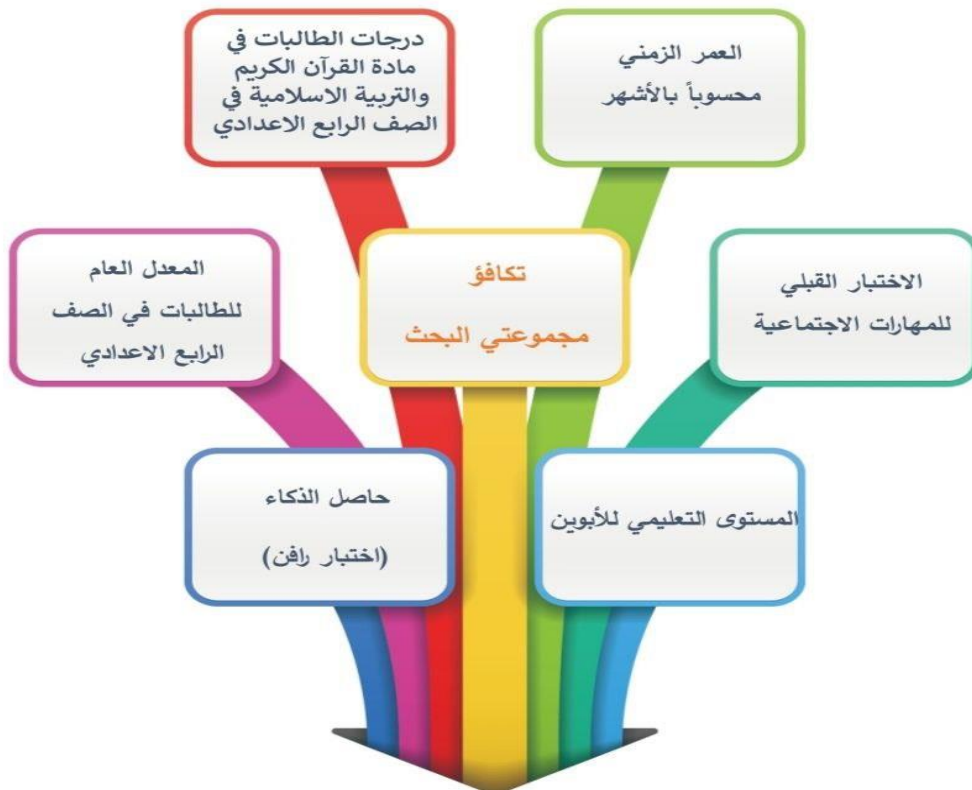 العمر الزمني
محسوباً بالأشهر
درجات الطالبات في
مادة القرآن الكريم
والتربية الاسلامية في
الصف الرابع الاعدادي
الاختبار القبلي
للمهارات الاجتماعية
تكافؤ
مجموعتي البحث
المعدل العام
للطالبات في الصف
الرابع الاعدادي
المستوى التعليمي للأبوين
حاصل الذكاء
(اختبار رافن)